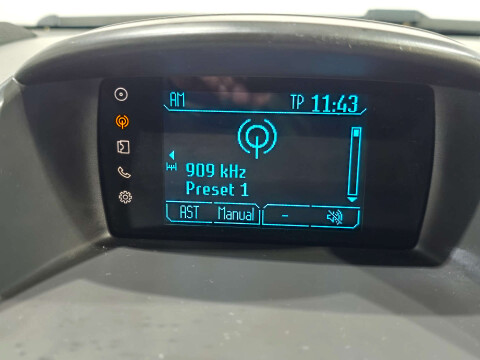 AM TP 11:43
909 kHz
Preset 1
AST Manual -